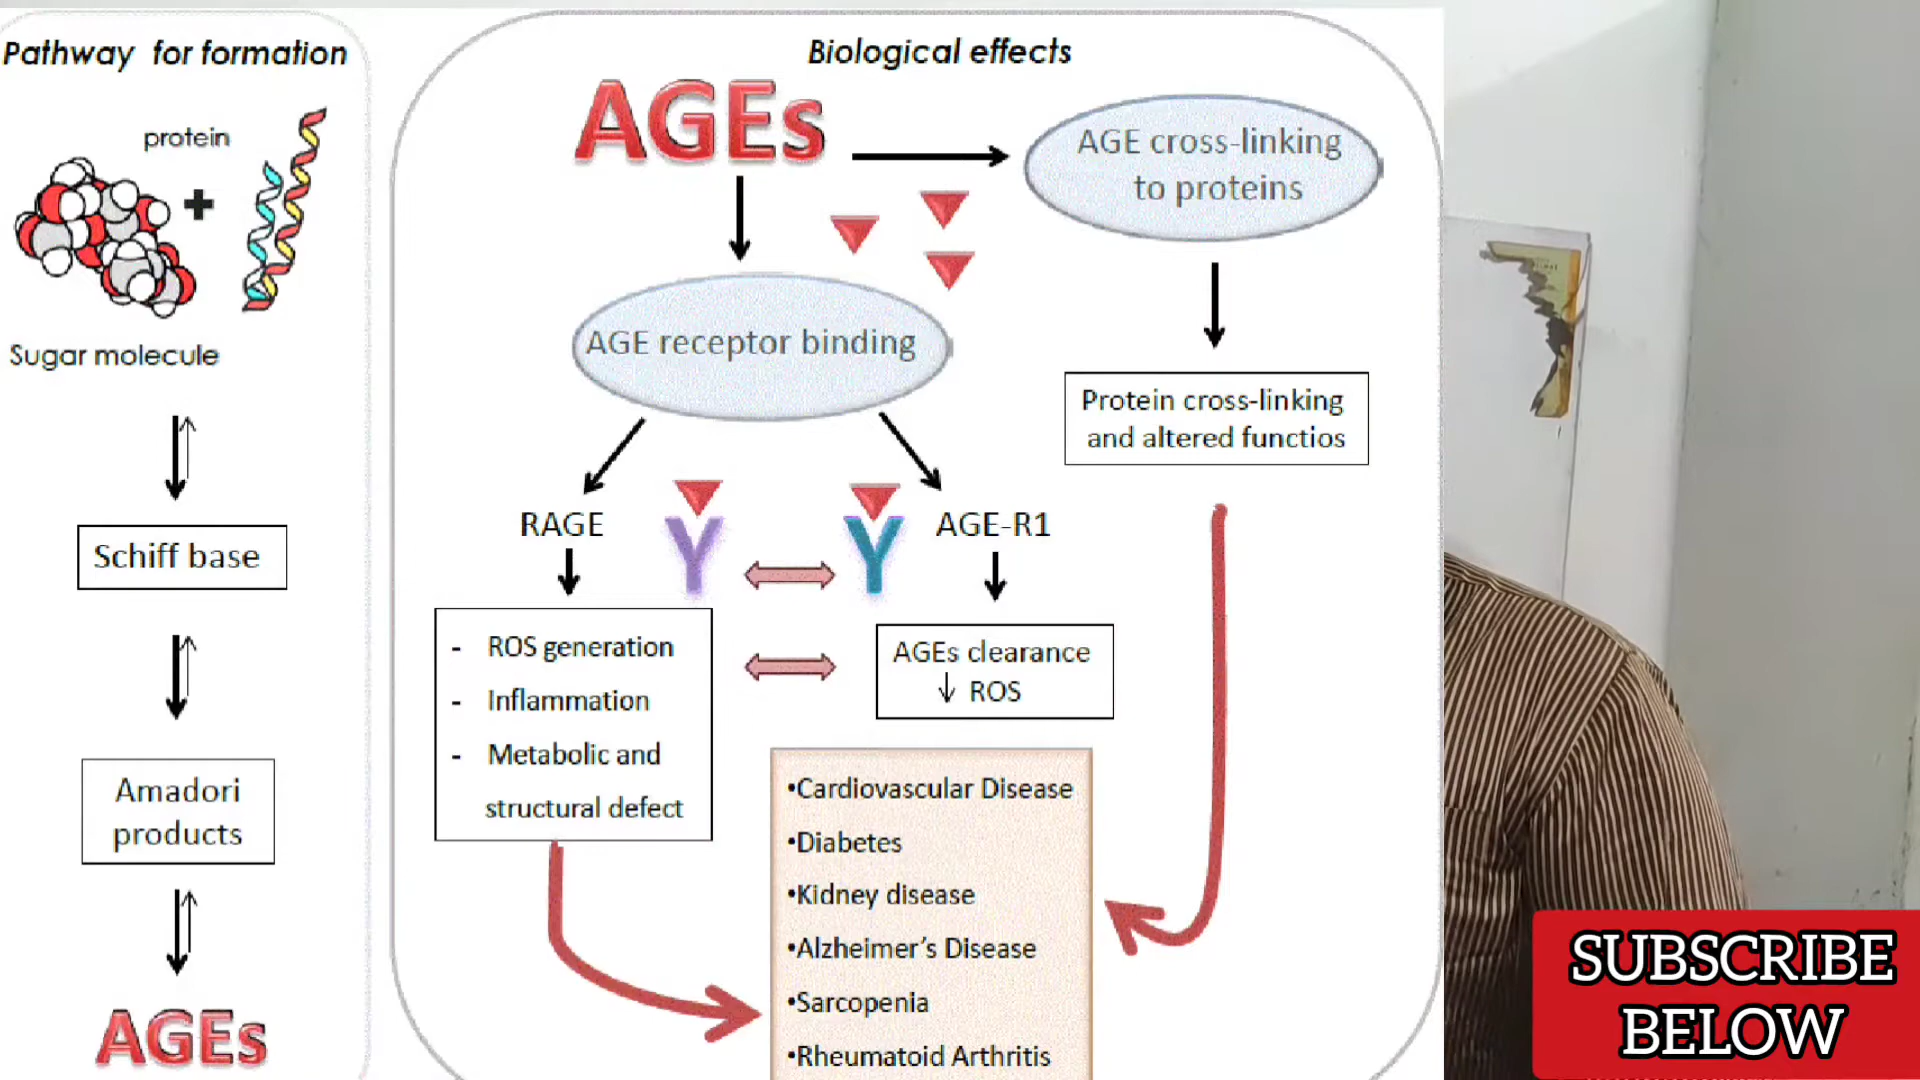 Pathway for formation
protein
+
Sugar molecule
Schiff base
Amadori
products
AGEs
Biological effects
AGEs
AGE cross-linking
to proteins
AGE receptor binding
Protein cross-linking
and altered functios
RAGE
AGE-R1
- ROS generation
- Inflammation
- Metabolic and
structural defect
AGEs clearance
↓ ROS
•Cardiovascular Disease
•Diabetes
•Kidney disease
•Alzheimer's Disease
•Sarcopenia
•Rheumatoid Arthritis
SUBSCRIBE
BELOW